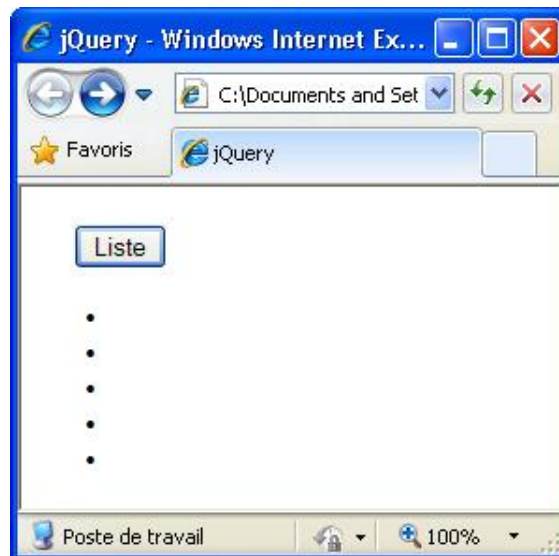 jQuery - Windows Internet Ex...
C:\Documents and Set
Favoris
jQuery
Liste
Poste de travail
100%